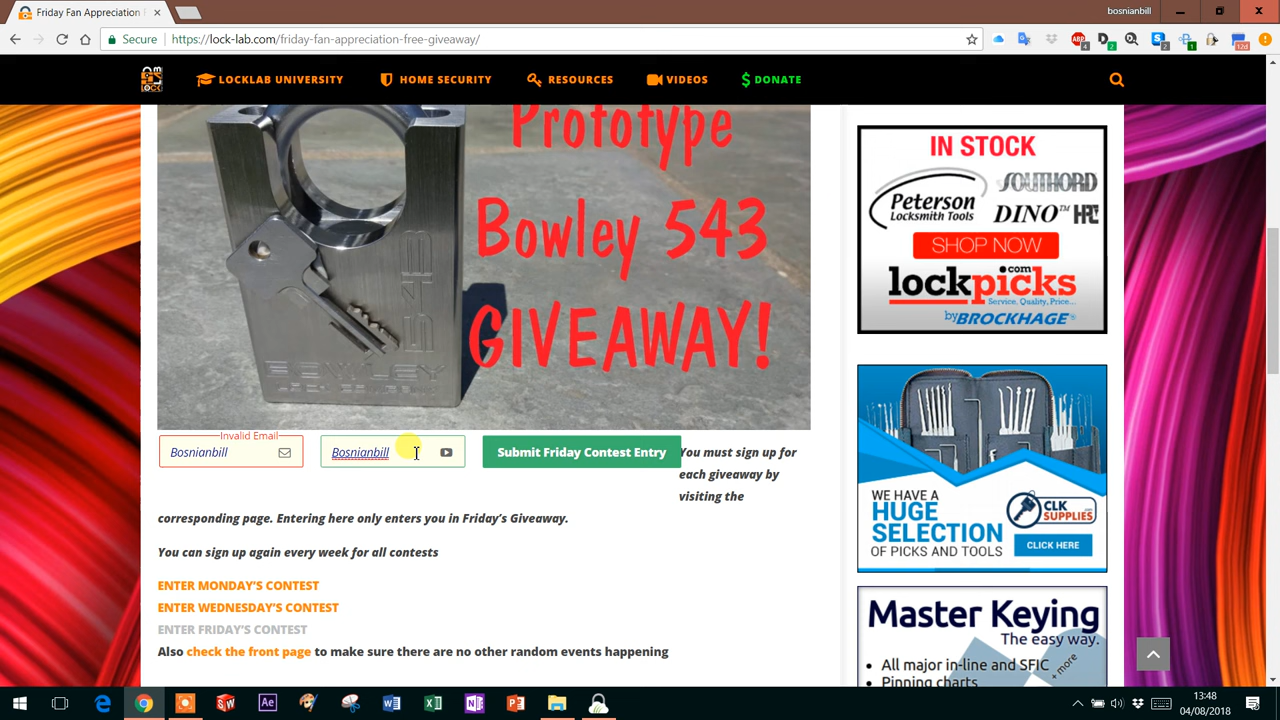 Friday Fan Appreciation F
bosnianbill
Secure
https://lock-lab.com/friday-fan-appreciation-free-giveaway/
LOCKLAB UNIVERSITY
HOME SECURITY
RESOURCES
VIDEOS
$ DONATE
LOCK
Prototype
Bowley 543
GIVEAWAY!
543
BOWLEY
Invalid Email
Bosnianbill
Bosnianbill
Submit Friday Contest Entry
You must sign up for
each giveaway by
visiting the
corresponding page. Entering here only enters you in Friday's Giveaway.
You can sign up again every week for all contests
ENTER MONDAY'S CONTEST
ENTER WEDNESDAY'S CONTEST
ENTER FRIDAY'S CONTEST
Also check the front page to make sure there are no other random events happening
IN STOCK
Peterson
Locksmith Tools
SOUTHORD
DINO™ HPC
SHOP NOW
lockpicks.com
Service, Quality, Price...
by BROCKHAGE®
WE HAVE A
HUGE
SELECTION
OF PICKS AND TOOLS
CLK
SUPPLIES
CLICK HERE
Master Keying
The easy way.
• All major in-line and SFIC
• Pinning charts
+ more
13:48
04/08/2018